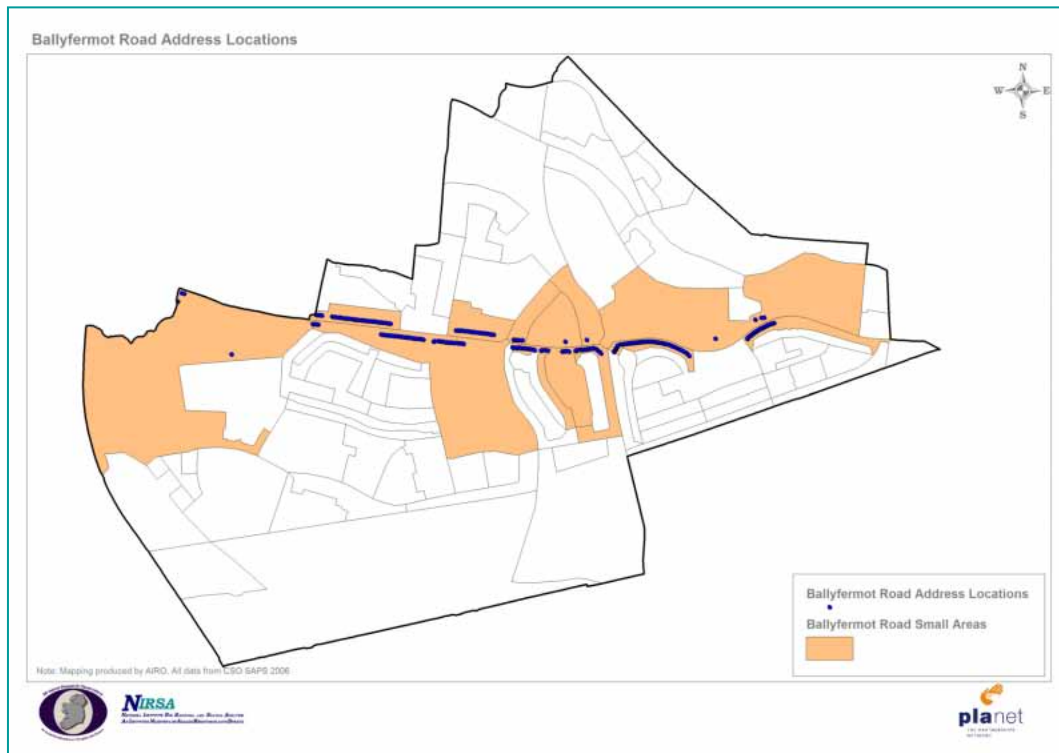 Ballyfermot Road Address Locations
N
W E
S
Ballyfermot Road Address Locations
Ballyfermot Road Small Areas
Note: Mapping produced by AIRO. All data from CSO SAPS 2006
NIRSA
planet